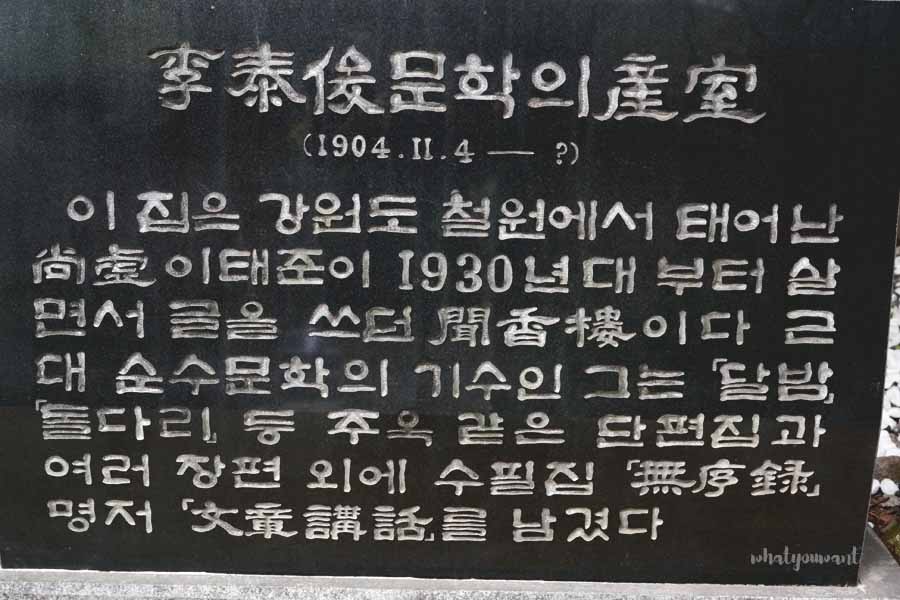 李泰俊문학의産室
(1904.11.4 — ?)
이 집은 강원도 철원에서 태어난
尙虛 이태준이 1930년대 부터 살
면서 글을 쓰던 聞香樓이다 근
대 순수문학의 기수인 그는 「달밤」
「돌다리」 등 주옥 같은 단편집과
여러 장편 외에 수필집 「無序錄」
명저 「文章講話」를 남겼다
whatyouwant